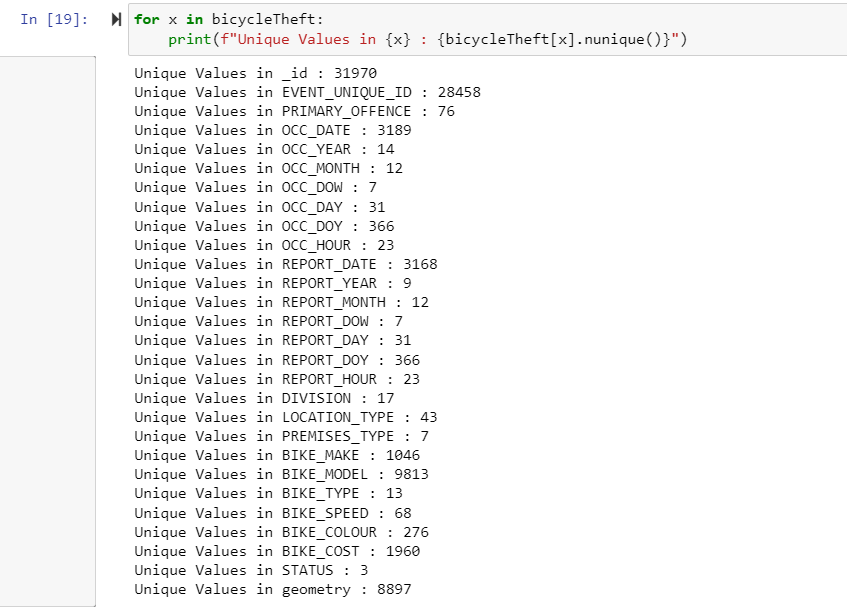 In [19]:
for x in bicycleTheft:
    print(f"Unique Values in {x} : {bicycleTheft[x].nunique()}")
Unique Values in _id : 31970
Unique Values in EVENT_UNIQUE_ID : 28458
Unique Values in PRIMARY_OFFENCE : 76
Unique Values in OCC_DATE : 3189
Unique Values in OCC_YEAR : 14
Unique Values in OCC_MONTH : 12
Unique Values in OCC_DOW : 7
Unique Values in OCC_DAY : 31
Unique Values in OCC_DOY : 366
Unique Values in OCC_HOUR : 23
Unique Values in REPORT_DATE : 3168
Unique Values in REPORT_YEAR : 9
Unique Values in REPORT_MONTH : 12
Unique Values in REPORT_DOW : 7
Unique Values in REPORT_DAY : 31
Unique Values in REPORT_DOY : 366
Unique Values in REPORT_HOUR : 23
Unique Values in DIVISION : 17
Unique Values in LOCATION_TYPE : 43
Unique Values in PREMISES_TYPE : 7
Unique Values in BIKE_MAKE : 1046
Unique Values in BIKE_MODEL : 9813
Unique Values in BIKE_TYPE : 13
Unique Values in BIKE_SPEED : 68
Unique Values in BIKE_COLOUR : 276
Unique Values in BIKE_COST : 1960
Unique Values in STATUS : 3
Unique Values in geometry : 8897